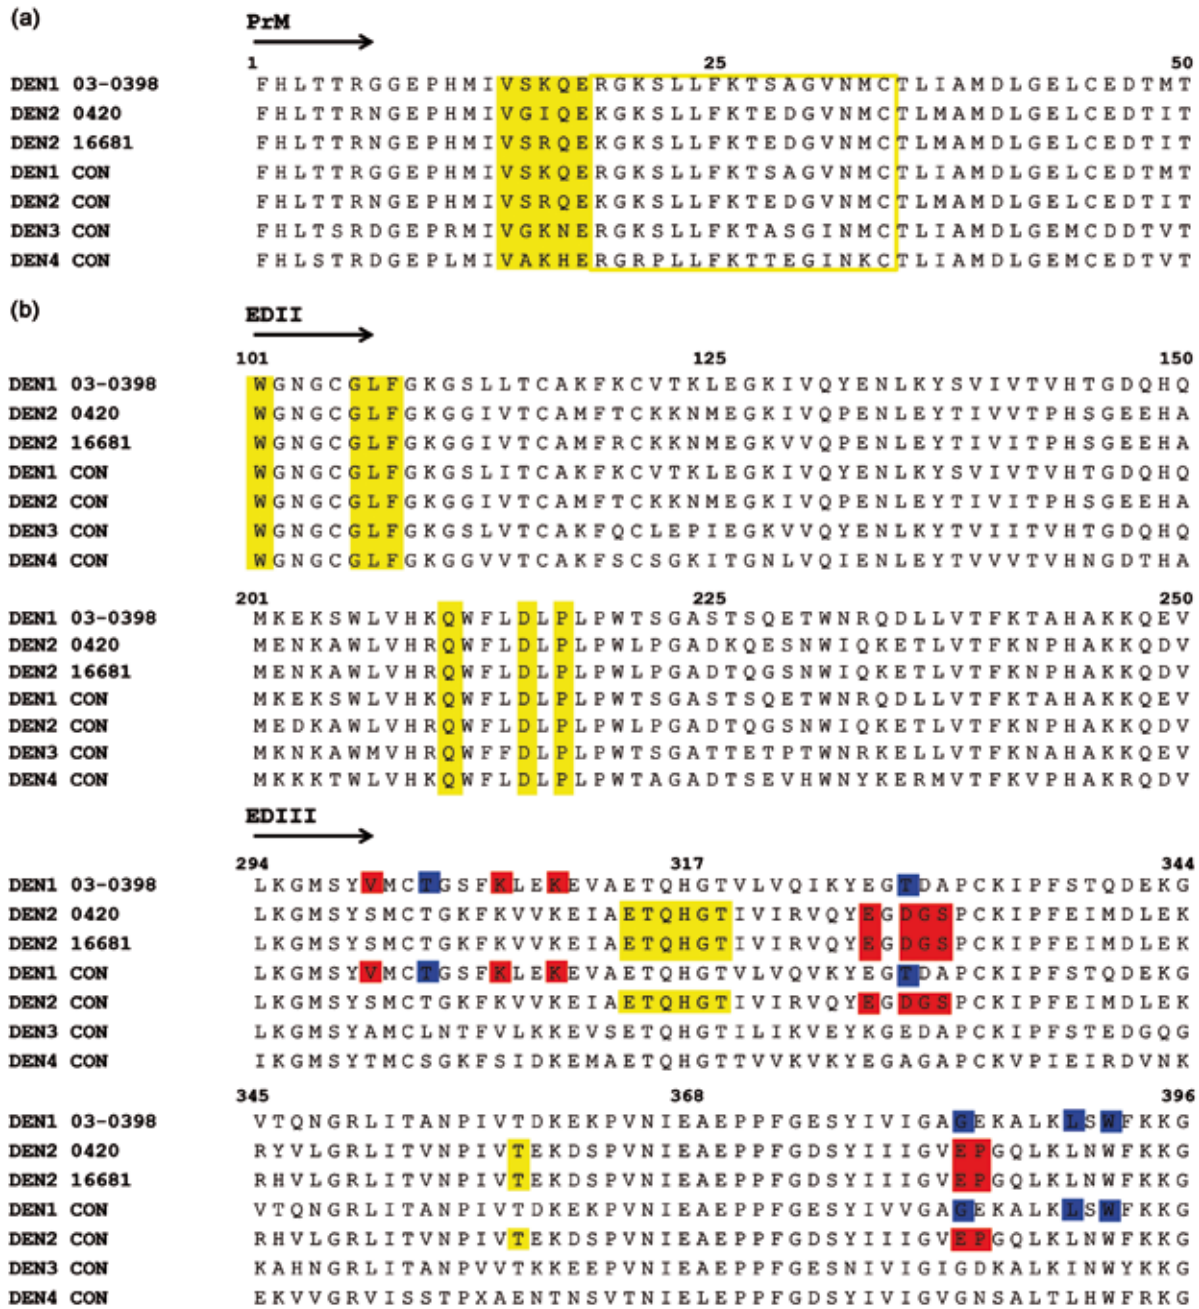 (a)
PrM
1 25 50
DEN1 03-0398 FHLTTRGGEPHMIVSKQERGKSLLFKTSAGVNMCTLIAMDLGELCEDTMT
DEN2 0420 FHLTTRNGEPHMIVGIQEKGKSLLFKTEDGVNMCTLMAMDLGELCEDTIT
DEN2 16681 FHLTTRNGEPHMIVSRQEKGKSLLFKTEDGVNMCTLMAMDLGELCEDTIT
DEN1 CON FHLTTRGGEPHMIVSKQERGKSLLFKTSAGVNMCTLIAMDLGELCEDTMT
DEN2 CON FHLTTRNGEPHMIVSRQEKGKSLLFKTEDGVNMCTLMAMDLGELCEDTIT
DEN3 CON FHLTSRDGEPRMIVGKNERGKSLLFKTASGINMCTLIAMDLGEMCDDTVT
DEN4 CON FHLSTRDGEPLMIVAKHERGRPLLFKTTEGINKCTLIAMDLGEMCEDTVT
(b)
EDII
101 125 150
DEN1 03-0398 WGNGCGLFGKGSLLTCAKFKCVTKLEGKIVQYENLKYSVIVTVHTGDQHQ
DEN2 0420 WGNGCGLFGKGGIVTCAMFTCKKNMEGKIVQPENLEYTIVVTPHSGEEHA
DEN2 16681 WGNGCGLFGKGGIVTCAMFRCKKNMEGKVVQPENLEYTIVITPHSGEEHA
DEN1 CON WGNGCGLFGKGSLITCAKFKCVTKLEGKIVQYENLKYSVIVTVHTGDQHQ
DEN2 CON WGNGCGLFGKGGIVTCAMFTCKKNMEGKIVQPENLEYTIVITPHSGEEHA
DEN3 CON WGNGCGLFGKGSLVTCAKFQCLEPIEGKVVQYENLKYTVIITVHTGDQHQ
DEN4 CON WGNGCGLFGKGGVVTCAKFSCSGKITGNLVQIENLEYTVVVTVHNGDTHA
201 225 250
DEN1 03-0398 MKEKSWLVHKQWFLDLPLPWTSGASTSQETWNRQDLLVTFKTAHAKKQEV
DEN2 0420 MENKAWLVHRQWFLDLPLPWLPGADKQESNWIQKETLVTFKNPHAKKQDV
DEN2 16681 MENKAWLVHRQWFLDLPLPWLPGADTQGSNWIQKETLVTFKNPHAKKQDV
DEN1 CON MKEKSWLVHKQWFLDLPLPWTSGASTSQETWNRQDLLVTFKTAHAKKQEV
DEN2 CON MEDKAWLVHRQWFLDLPLPWLPGADTQGSNWIQKETLVTFKNPHAKKQDV
DEN3 CON MKNKAWMVHRQWFFDLPLPWTSGATTETPTWNRKELLVTFKNAHAKKQEV
DEN4 CON MKKKTWLVHKQWFLDLPLPWTAGADTSEVHWNYKERMVTFKVPHAKRQDV
EDIII
294 317 344
DEN1 03-0398 LKGMSYVMCTGSFKLEKEVAETQHGTVLVQIKYEGTDAPCKIPFSTQDEKG
DEN2 0420 LKGMSYSMCTGKFKVVKEIAETQHGTIVIRVQYEGDGSPCKIPFEIMDLEK
DEN2 16681 LKGMSYSMCTGKFKVVKEIAETQHGTIVIRVQYEGDGSPCKIPFEIMDLEK
DEN1 CON LKGMSYVMCTGSFKLEKEVAETQHGTVLVQVKYEGTDAPCKIPFSTQDEKG
DEN2 CON LKGMSYSMCTGKFKVVKEIAETQHGTIVIRVQYEGDGSPCKIPFEIMDLEK
DEN3 CON LKGMSYAMCLNTFVLKKEVSETQHGTILIKVEYKGEDAPCKIPFSTEDGQG
DEN4 CON IKGMSYTMCSGKFSIDKEMAETQHGTTVVKVKYEGAGAPCKVPIEIRDVNK
345 368 396
DEN1 03-0398 VTQNGRLITANPIVTDKEKPVNIEAEPPFGESYIVIGAGEKALKLSWFKKG
DEN2 0420 RYVLGRLITVNPIVTEKDSPVNIEAEPPFGDSYIIIGVEPGQLKLNWFKKG
DEN2 16681 RHVLGRLITVNPIVTEKDSPVNIEAEPPFGDSYIIIGVEPGQLKLNWFKKG
DEN1 CON VTQNGRLITANPIVTDKEKPVNIEAEPPFGESYIVVGAGEKALKLSWFKKG
DEN2 CON RHVLGRLITVNPIVTEKDSPVNIEAEPPFGDSYIIIGVEPGQLKLNWFKKG
DEN3 CON KAHNGRLITANPVVTKKEEPVNIEAEPPFGESNIVIGIGDKALKINWYKKG
DEN4 CON EKVVGRVISSTPXAENTNSVTNIELEPPFGDSYIVIGVGNSALTLHWFRKG